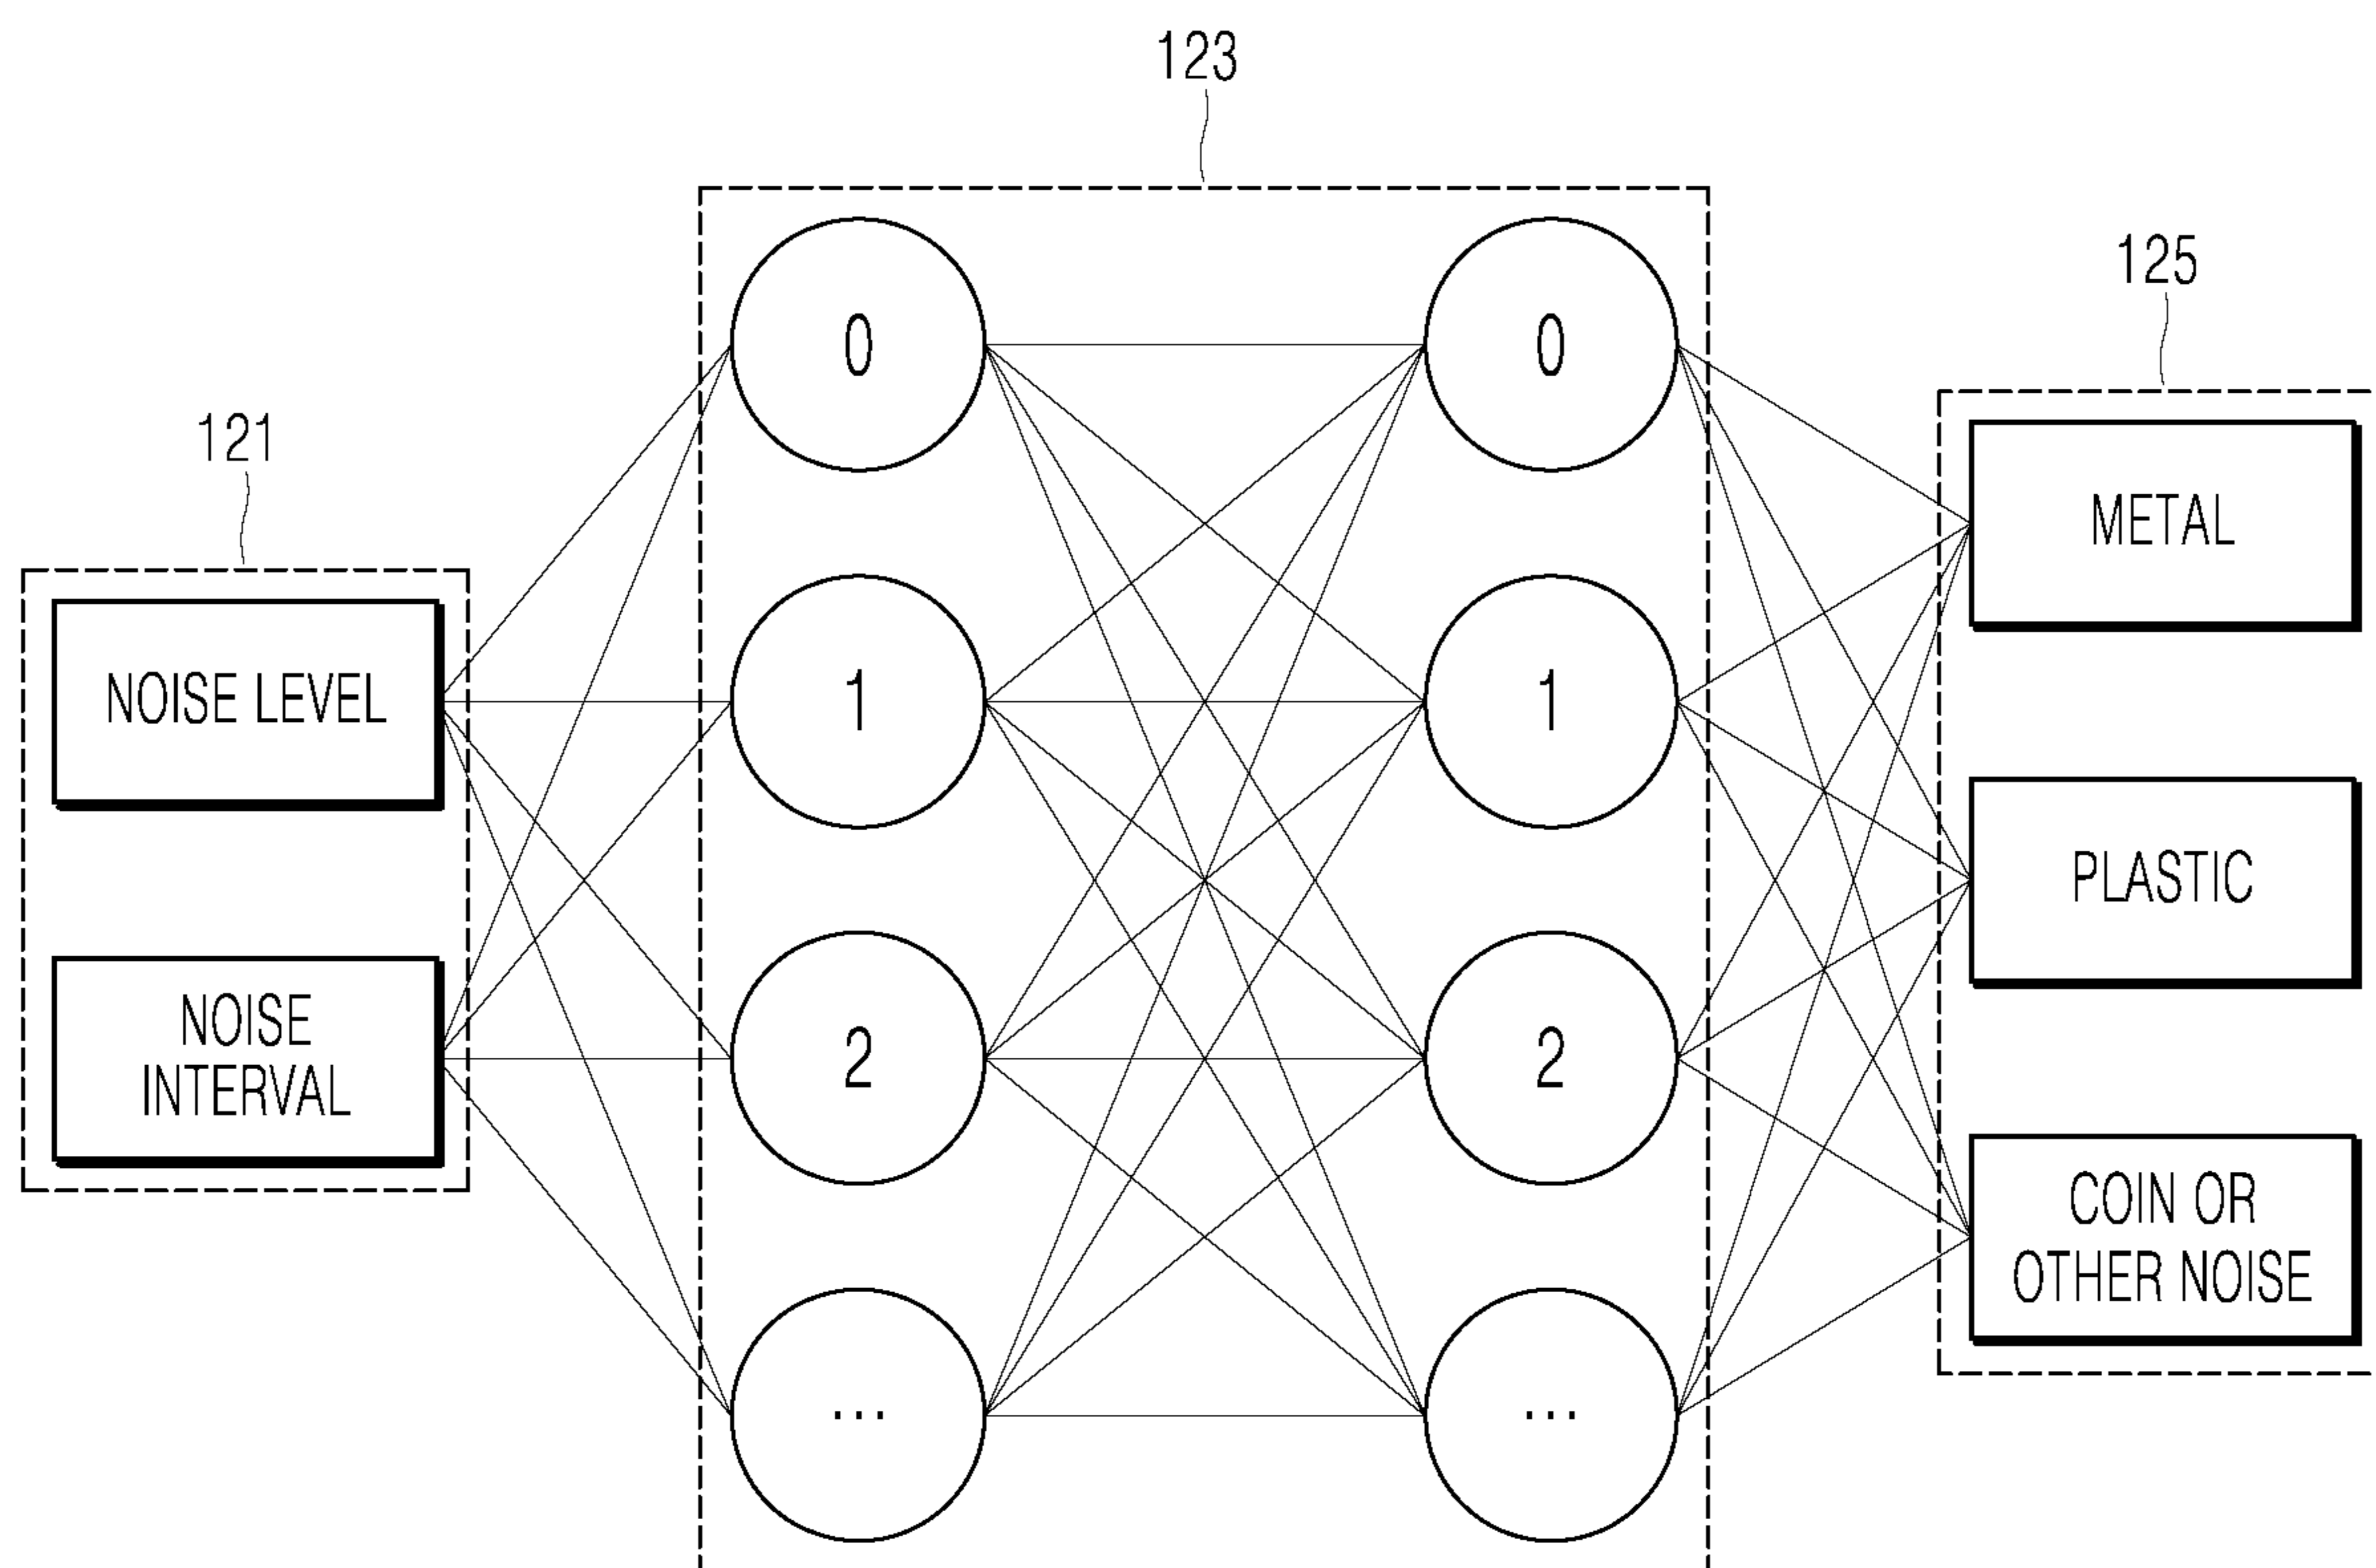 123
125
121
0
0
METAL
1
1
NOISE LEVEL
PLASTIC
NOISE
INTERVAL
2
2
COIN OR
OTHER NOISE
...
...